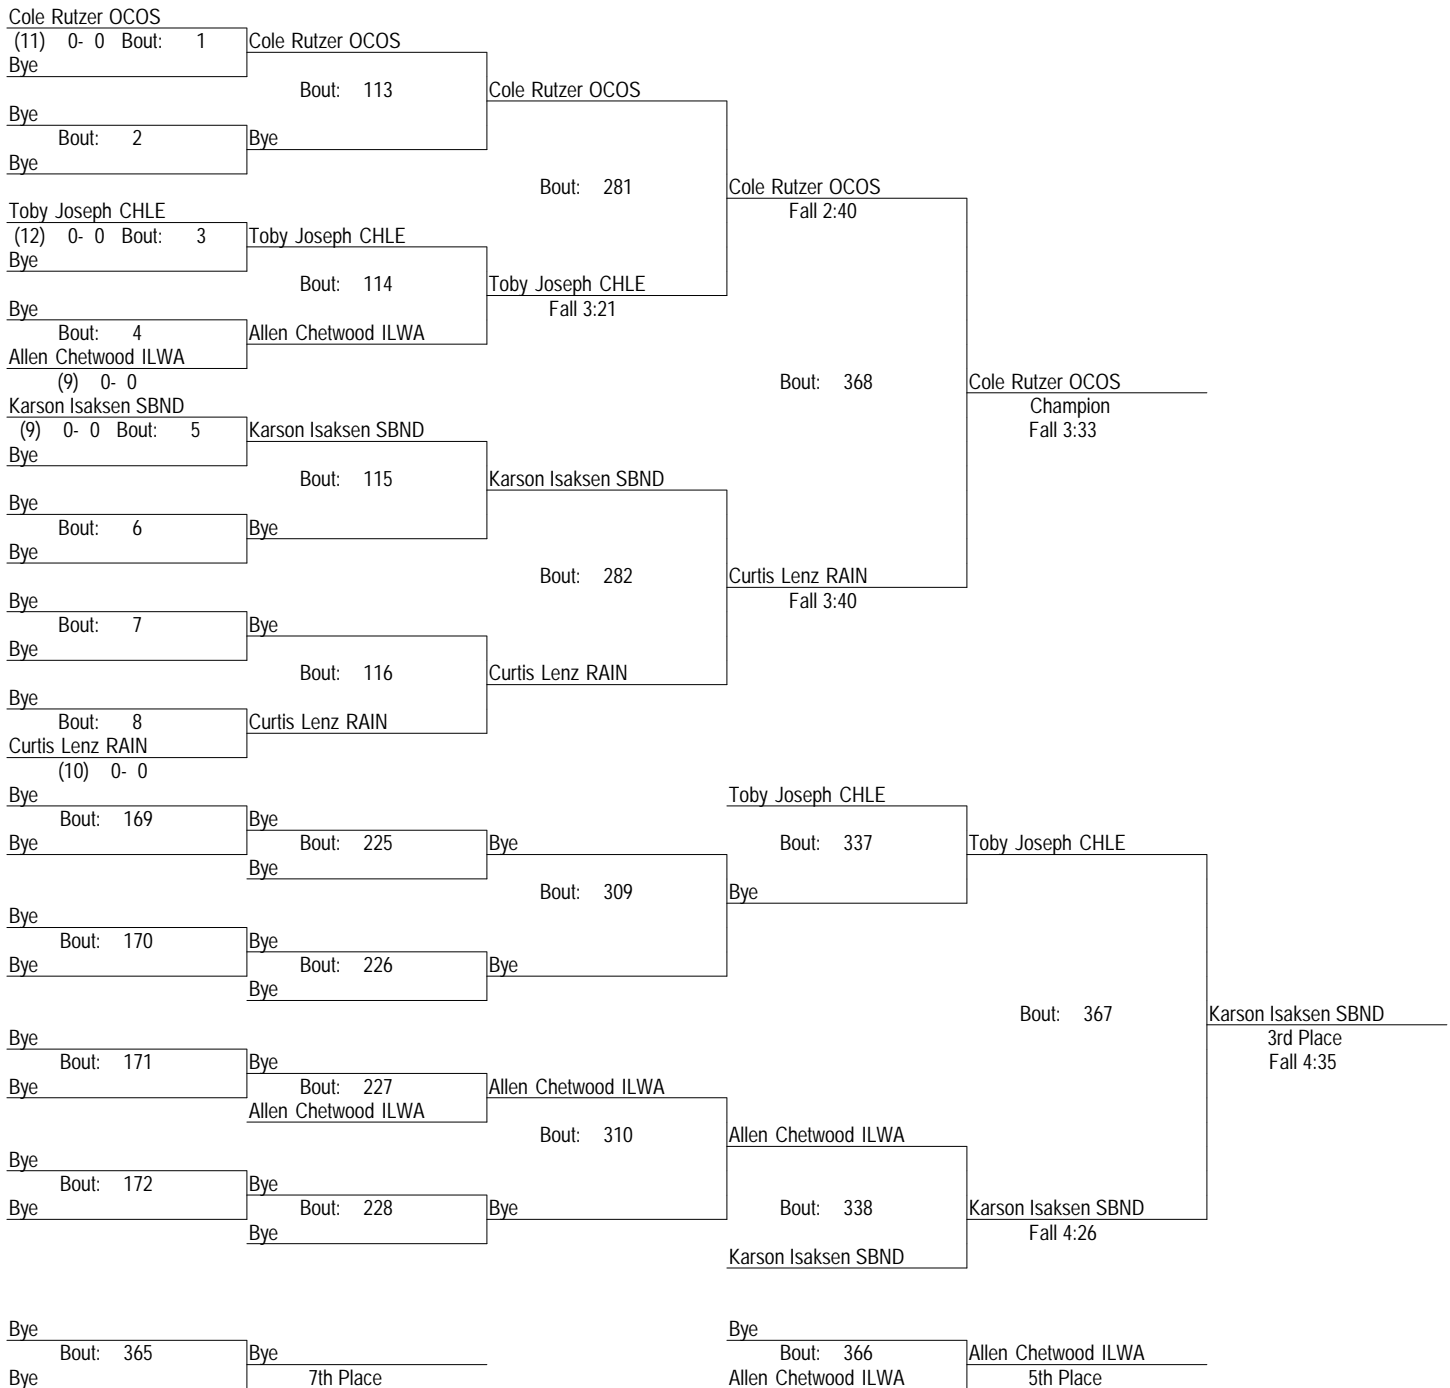 Cole Rutzer OCOS
(11) 0- 0 Bout: 1 Cole Rutzer OCOS
Bye
Bout: 113 Cole Rutzer OCOS
Bye
Bout: 2 Bye
Bye
Bout: 281 Cole Rutzer OCOS
Toby Joseph CHLE Fall 2:40
(12) 0- 0 Bout: 3 Toby Joseph CHLE
Bye
Bout: 114 Toby Joseph CHLE
Bye Fall 3:21
Bout: 4 Allen Chetwood ILWA
Allen Chetwood ILWA
(9) 0- 0 Bout: 368 Cole Rutzer OCOS
Karson Isaksen SBND Champion
(9) 0- 0 Bout: 5 Karson Isaksen SBND Fall 3:33
Bye
Bout: 115 Karson Isaksen SBND
Bye
Bout: 6 Bye
Bye
Bout: 282 Curtis Lenz RAIN
Bye Fall 3:40
Bout: 7 Bye
Bye
Bout: 116 Curtis Lenz RAIN
Bye
Bout: 8 Curtis Lenz RAIN
Curtis Lenz RAIN
(10) 0- 0
Bye Toby Joseph CHLE
Bout: 169 Bye
Bye Bout: 225 Bye Bout: 337 Toby Joseph CHLE
Bye
Bout: 309 Bye
Bye
Bout: 170 Bye
Bye Bout: 226 Bye
Bye
Bout: 367 Karson Isaksen SBND
Bye 3rd Place
Bout: 171 Bye Fall 4:35
Bye Bout: 227 Allen Chetwood ILWA
Allen Chetwood ILWA
Bout: 310 Allen Chetwood ILWA
Bye
Bout: 172 Bye
Bye Bout: 228 Bye Bout: 338 Karson Isaksen SBND
Bye Fall 4:26
Karson Isaksen SBND
Bye Bye
Bout: 365 Bye Bout: 366 Allen Chetwood ILWA
Bye 7th Place Allen Chetwood ILWA 5th Place